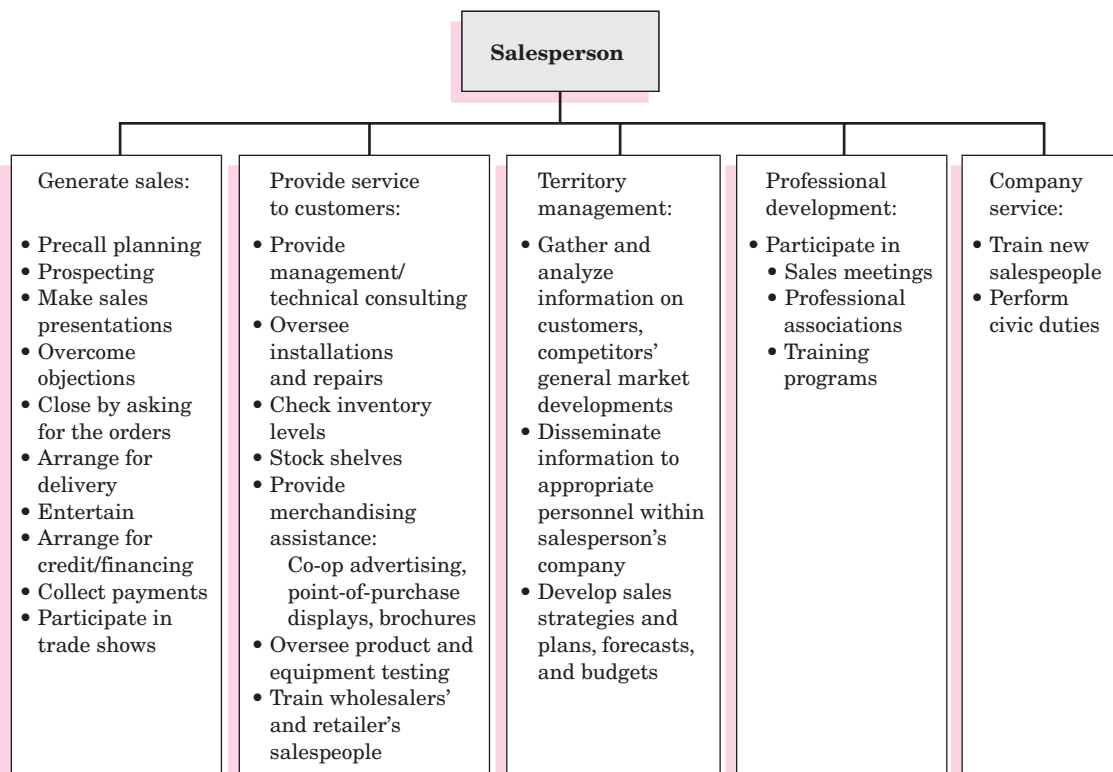 Salesperson
Generate sales:
• Precall planning
• Prospecting
• Make sales
presentations
• Overcome
objections
• Close by asking
for the orders
• Arrange for
delivery
• Entertain
• Arrange for
credit/financing
• Collect payments
• Participate in
trade shows
Provide service
to customers:
• Provide
management/
technical consulting
• Oversee
installations
and repairs
• Check inventory
levels
• Stock shelves
• Provide
merchandising
assistance:
Co-op advertising,
point-of-purchase
displays, brochures
• Oversee product and
equipment testing
• Train wholesalers’
and retailer’s
salespeople
Territory
management:
• Gather and
analyze
information on
customers,
competitors’
general market
developments
• Disseminate
information to
appropriate
personnel within
salesperson’s
company
• Develop sales
strategies and
plans, forecasts,
and budgets
Professional
development:
• Participate in
• Sales meetings
• Professional
associations
• Training
programs
Company
service:
• Train new
salespeople
• Perform
civic duties